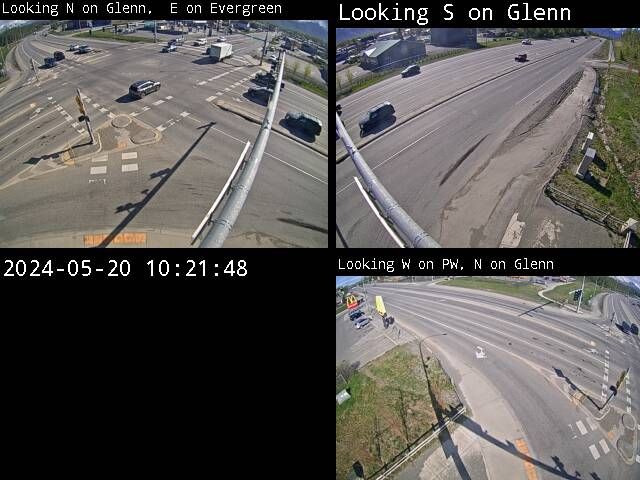 Looking N on Glenn,  E on Evergreen
Looking S on Glenn
2024-05-20 10:21:48
Looking W on PW, N on Glenn